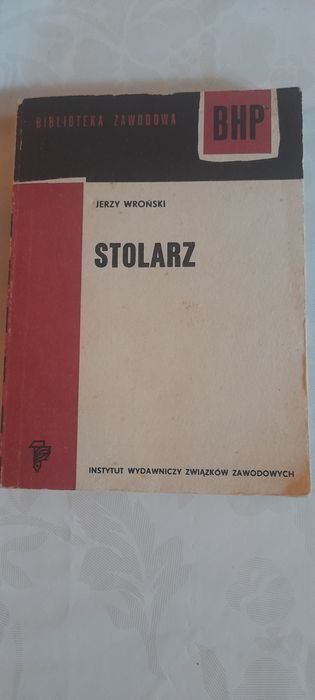 BIBLIOTEKA ZAWODOWA
BHP
JERZY WROŃSKI
STOLARZ
INSTYTUT WYDAWNICZY ZWIĄZKÓW ZAWODOWYCH